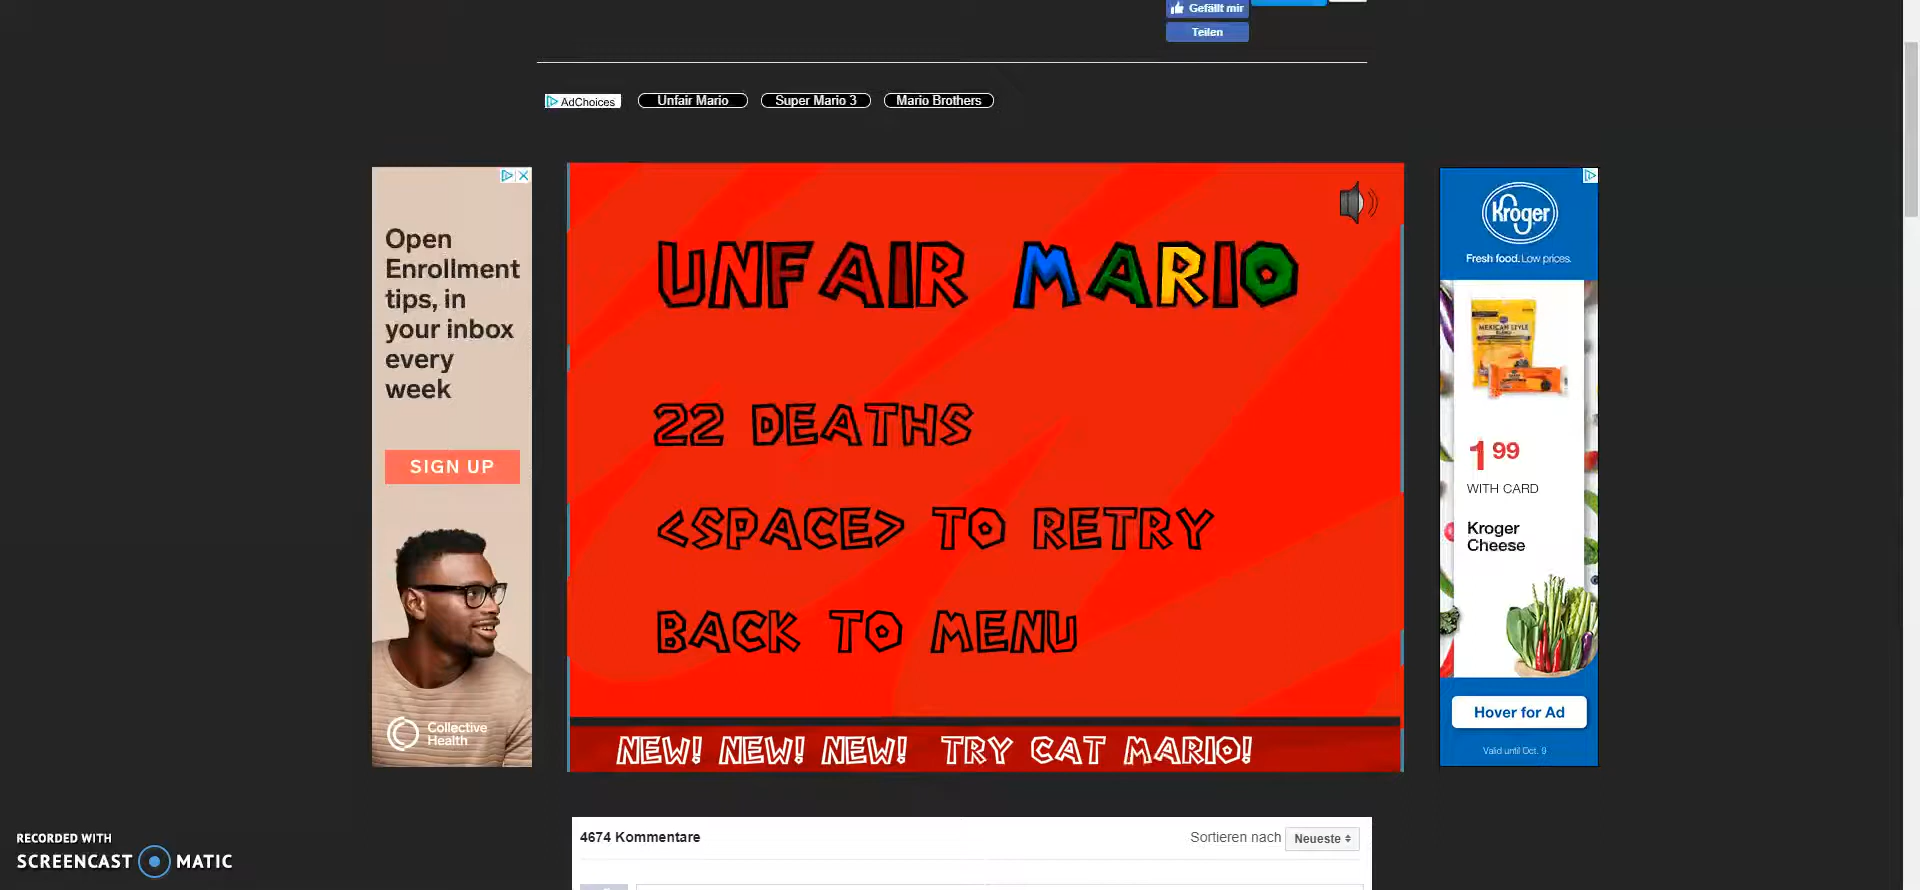 Gefällt mir
Teilen
AdChoices
Unfair Mario
Super Mario 3
Mario Brothers
Open
Enrollment
tips, in
your inbox
every
week
SIGN UP
Collective
Health
UNFAIR MARIO
22 DEATHS
<SPACE> TO RETRY
BACK TO MENU
NEW! NEW! NEW! TRY CAT MARIO!
Kroger
Fresh food. Low prices.
MEXICAN STYLE
1 99
WITH CARD
Kroger
Cheese
Hover for Ad
Valid until Oct. 9
4674 Kommentare
Sortieren nach
Neueste
RECORDED WITH
SCREENCAST MATIC